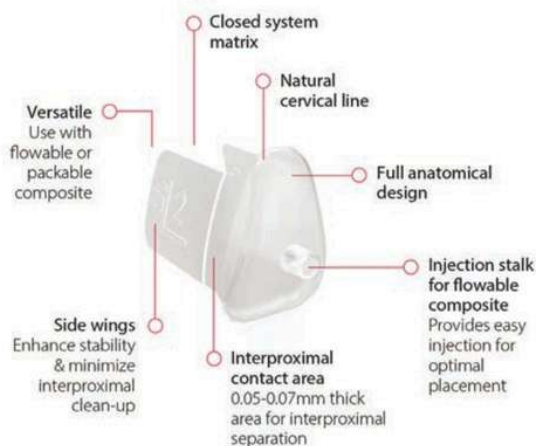 Closed system
matrix
Natural
cervical line
Versatile
Use with
flowable or
packable
composite
Full anatomical
design
Injection stalk
for flowable
composite
Provides easy
injection for
optimal
placement
Side wings
Enhance stability
& minimize
interproximal
clean-up
Interproximal
contact area
0.05-0.07mm thick
area for interproximal
separation